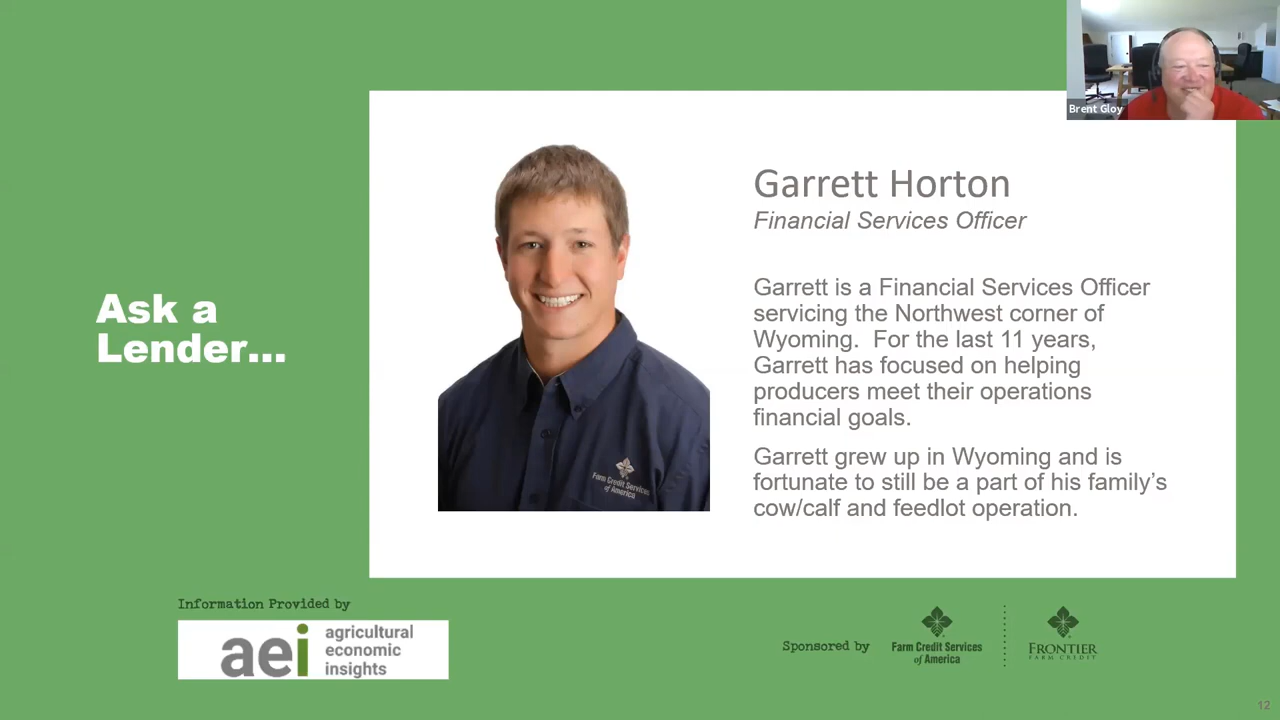 Brent Gloy
Garrett Horton
Financial Services Officer
Ask a
Lender...
Garrett is a Financial Services Officer
servicing the Northwest corner of
Wyoming.  For the last 11 years,
Garrett has focused on helping
producers meet their operations
financial goals.
Garrett grew up in Wyoming and is
fortunate to still be a part of his family's
cow/calf and feedlot operation.
Farm Credit Services
of America
Information Provided by
aei agricultural
economic
insights
Sponsored by
Farm Credit Services
of America
FRONTIER
FARM CREDIT
12